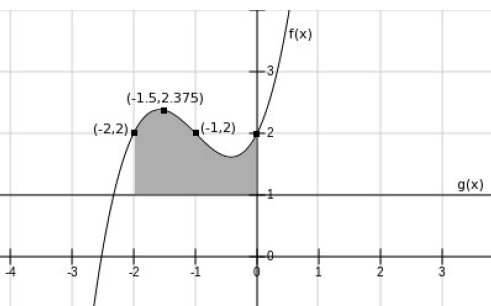 f(x)
3
(-1.5,2.375)
(-2,2)
(-1,2)
2
1
g(x)
0
-4 -3 -2 -1 0 1 2 3